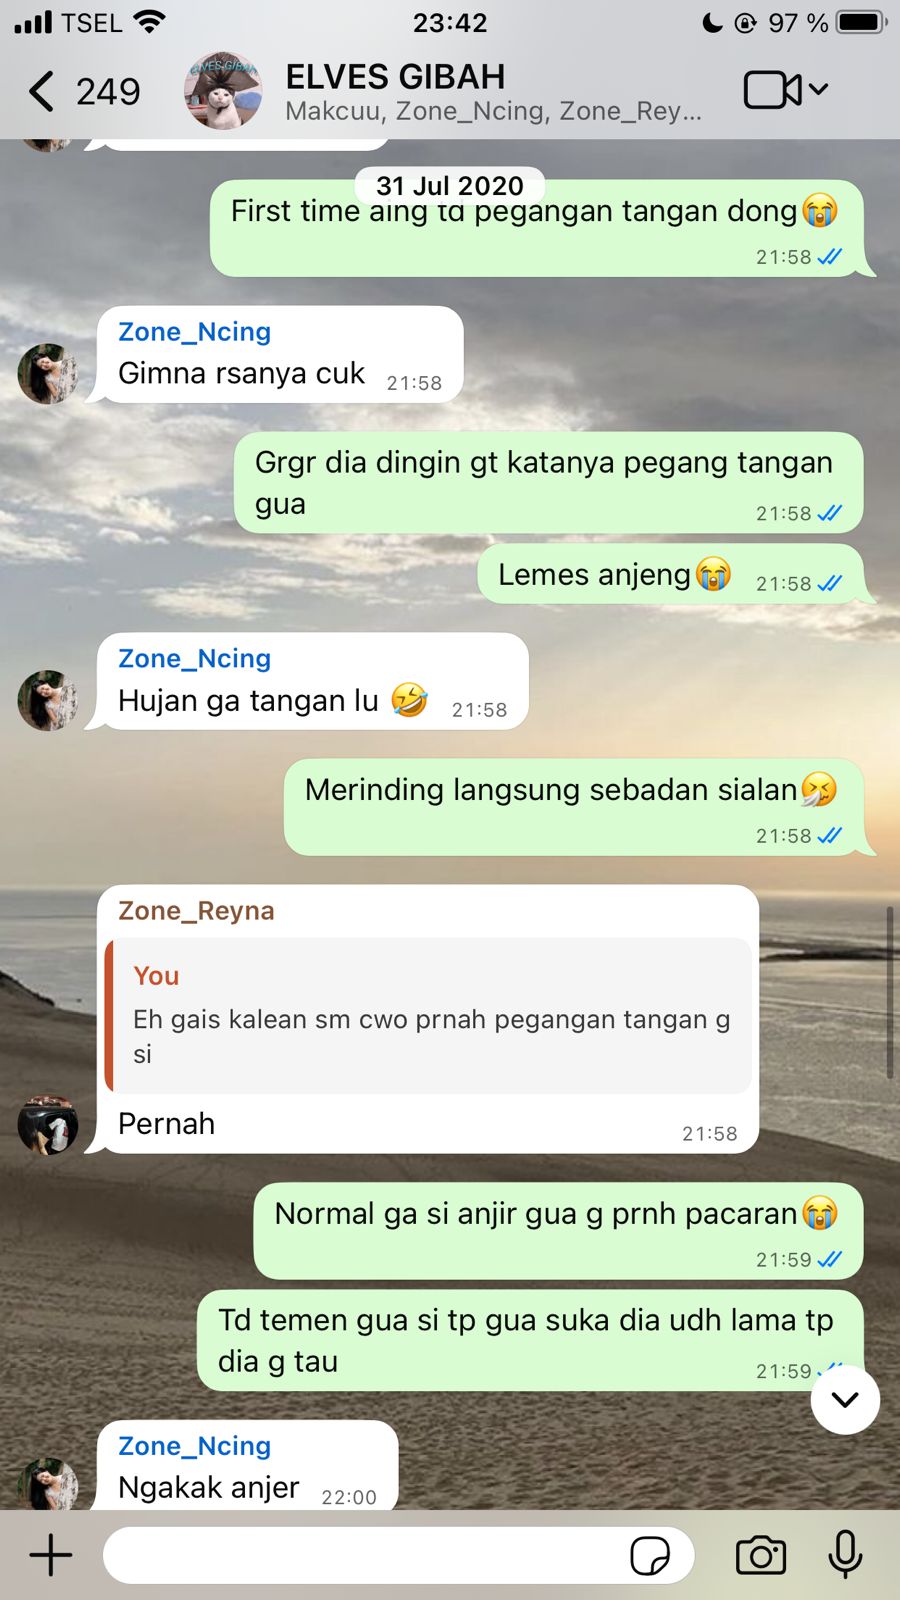 TSEL
23:42
97 %
249
ELVES GIBAH
ELVES GIBAH
Makcuu, Zone_Ncing, Zone_Rey...
31 Jul 2020
First time aing td pegangan tangan dong😭
21:58
Zone_Ncing
Gimna rsanya cuk 21:58
Grgr dia dingin gt katanya pegang tangan
gua
21:58
Lemes anjeng😭 21:58
Zone_Ncing
Hujan ga tangan lu 🤣 21:58
Merinding langsung sebadan sialan🤧
21:58
Zone_Reyna
You
Eh gais kalean sm cwo prnah pegangan tangan g
si
Pernah
21:58
Normal ga si anjir gua g prnh pacaran😭
21:59
Td temen gua si tp gua suka dia udh lama tp
dia g tau
21:59
Zone_Ncing
Ngakak anjer 22:00